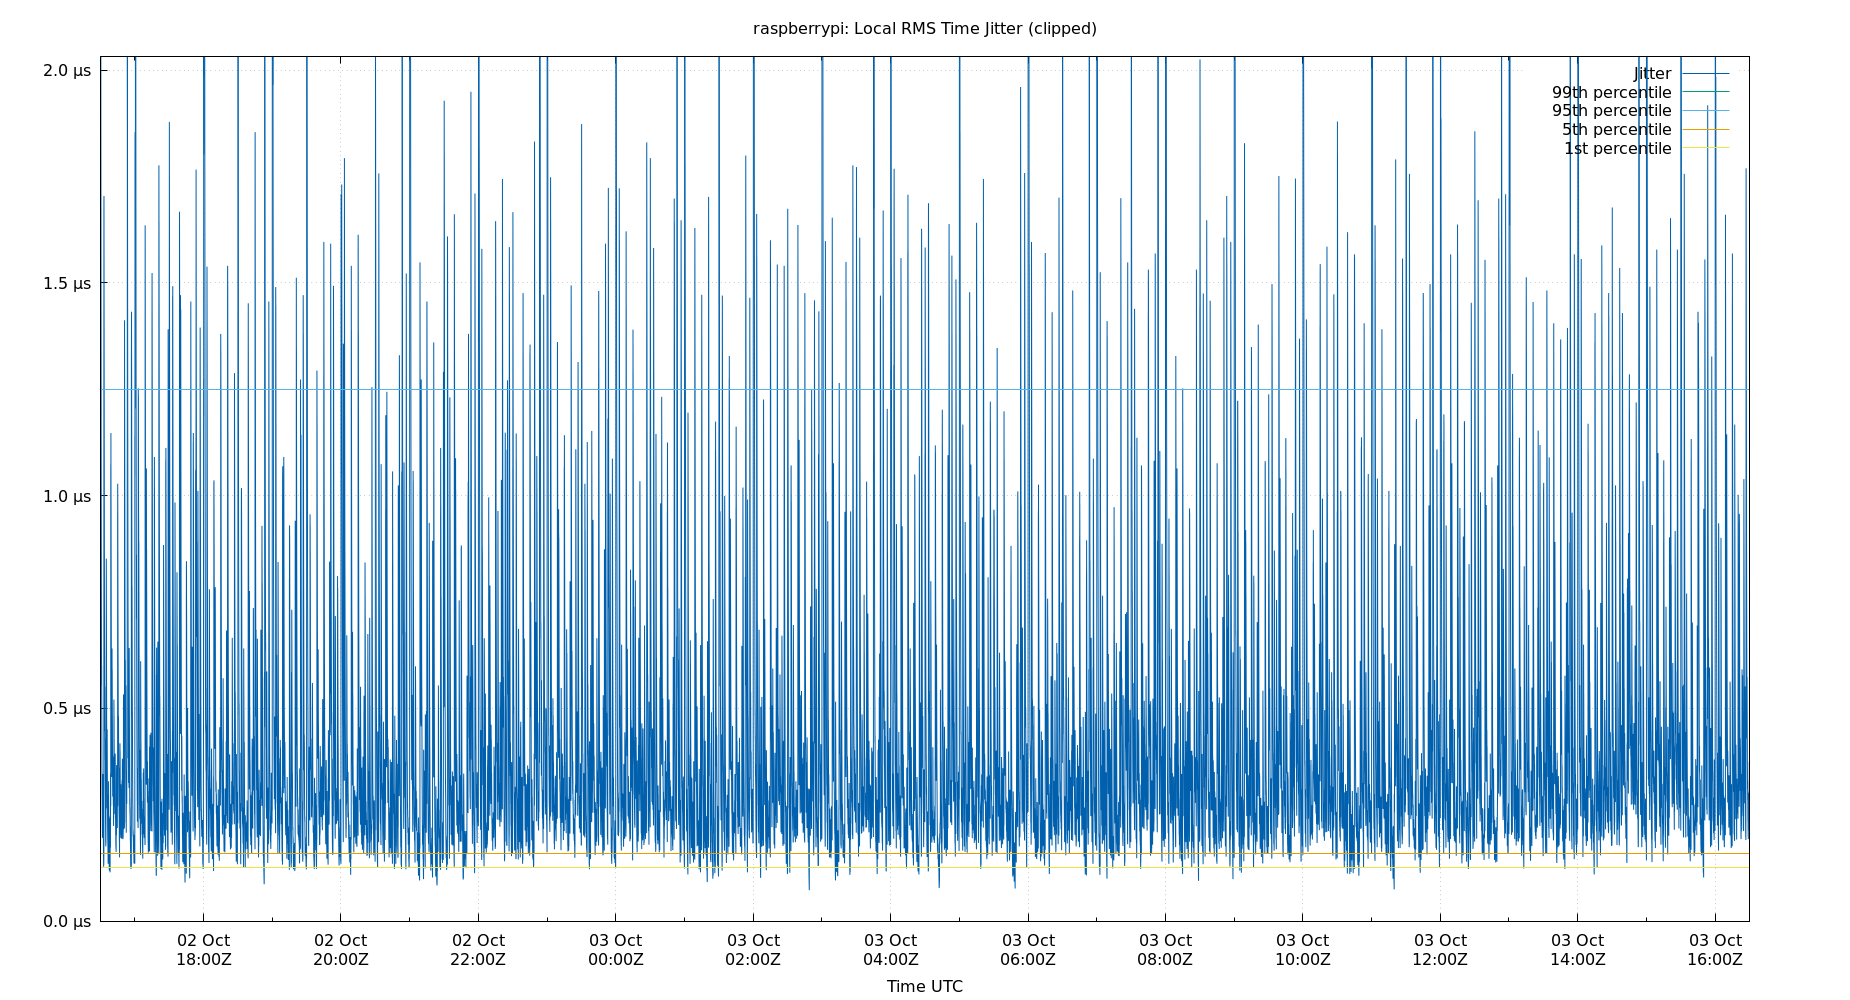 raspberrypi: Local RMS Time Jitter (clipped)
2.0 μs
1.5 μs
1.0 μs
0.5 μs
0.0 μs
Jitter
99th percentile
95th percentile
5th percentile
1st percentile
02 Oct 02 Oct 02 Oct 03 Oct 03 Oct 03 Oct 03 Oct 03 Oct 03 Oct 03 Oct 03 Oct 03 Oct
18:00Z 20:00Z 22:00Z 00:00Z 02:00Z 04:00Z 06:00Z 08:00Z 10:00Z 12:00Z 14:00Z 16:00Z
Time UTC